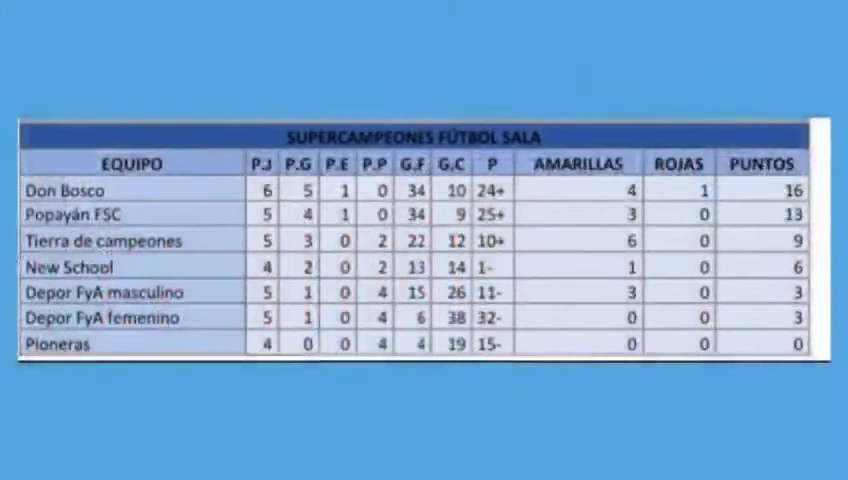 SUPERCAMPEONES FÚTBOL SALA
EQUIPO P.J P.G P.E P.P G.F G.C P AMARILLAS ROJAS PUNTOS
Don Bosco 6 5 1 0 34 10 24+ 4 1 16
Popayán FSC 5 4 1 0 34 9 25+ 3 0 13
Tierra de campeones 5 3 0 2 22 12 10+ 6 0 9
New School 4 2 0 2 13 14 1- 1 0 6
Depor FyA masculino 5 1 0 4 15 26 11- 3 0 3
Depor FyA femenino 5 1 0 4 6 38 32- 0 0 3
Pioneras 4 0 0 4 4 19 15- 0 0 0